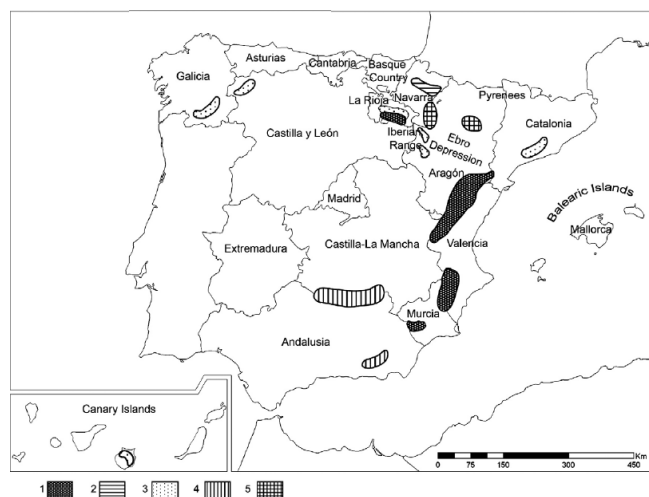 Asturias
Cantabria
Basque
Country
Galicia
Navarra
Pyrenees
La Rioja
Catalonia
Castilla y León
Iberian
Range
Ebro
Depression
Aragón
Madrid
Balearic Islands
Mallorca
Extremadura
Castilla-La Mancha
Valencia
Murcia
Andalusia
Canary Islands
Km
0 75 150 300 450
1 2 3 4 5